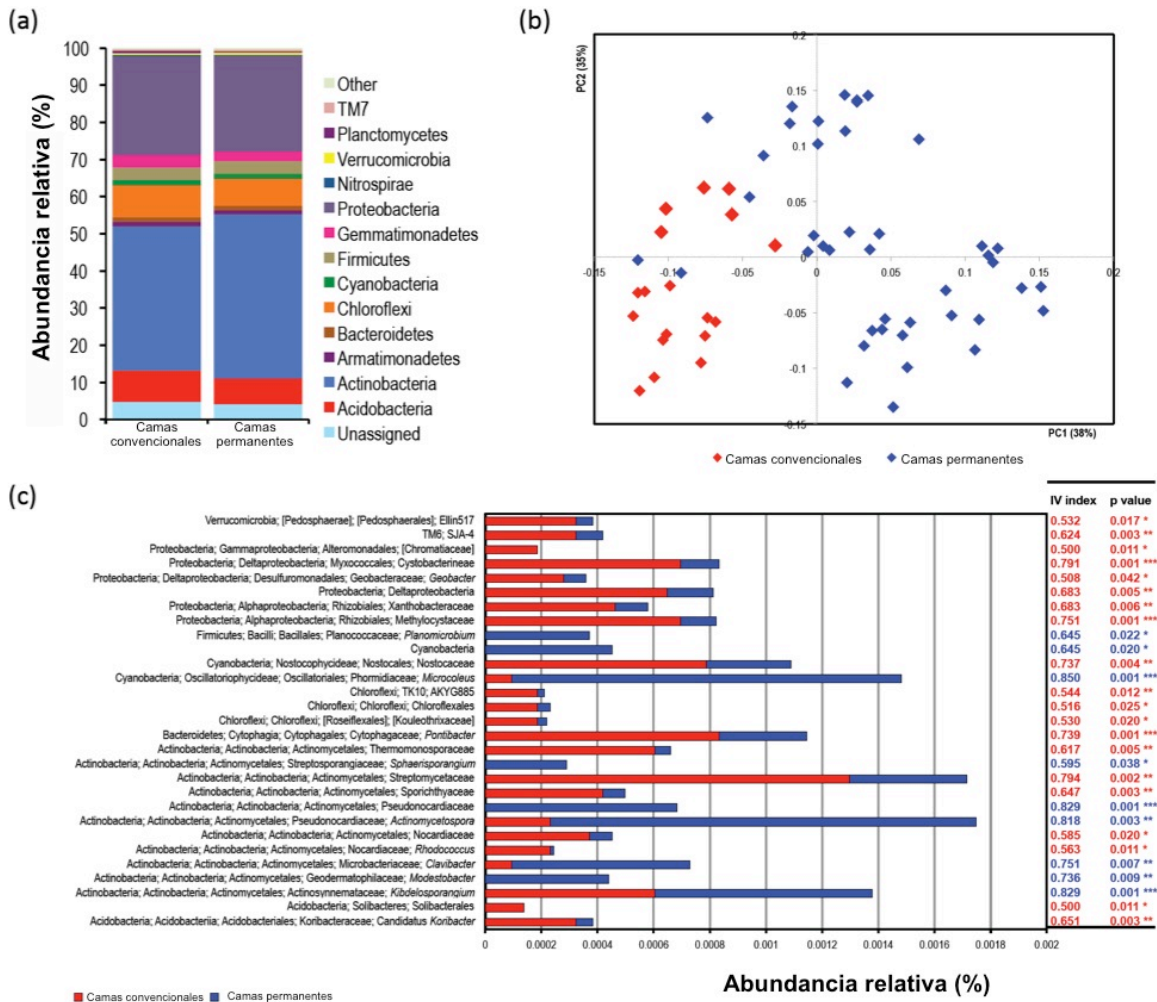 (a)
Abundancia relativa (%)
100
90
80
70
60
50
40
30
20
10
0
Camas convencionales
Camas permanentes
Other
TM7
Planctomycetes
Verrucomicrobia
Nitrospirae
Proteobacteria
Gemmatimonadetes
Firmicutes
Cyanobacteria
Chloroflexi
Bacteroidetes
Armatimonadetes
Actinobacteria
Acidobacteria
Unassigned
(b)
PC2 (35%)
0.2
0.15
0.1
0.05
0
-0.05
-0.1
-0.15
-0.15 -0.1 -0.05 0 0.05 0.1 0.15 0.2
PC1 (38%)
Camas convencionales Camas permanentes
(c)
IV index p value
Verrucomicrobia; [Pedosphaerae]; [Pedosphaerales]; Ellin517 0.532 0.017 *
TM6; SJA-4 0.624 0.003 **
Proteobacteria; Gammaproteobacteria; Alteromonadales; [Chromatiaceae] 0.500 0.011 *
Proteobacteria; Deltaproteobacteria; Myxococcales; Cystobacterineae 0.791 0.001 ***
Proteobacteria; Deltaproteobacteria; Desulfuromonadales; Geobacteraceae; Geobacter 0.508 0.042 *
Proteobacteria; Deltaproteobacteria 0.683 0.005 **
Proteobacteria; Alphaproteobacteria; Rhizobiales; Xanthobacteraceae 0.683 0.006 **
Proteobacteria; Alphaproteobacteria; Rhizobiales; Methylocystaceae 0.751 0.001 ***
Firmicutes; Bacilli; Bacillales; Planococcaceae; Planomicrobium 0.645 0.022 *
Cyanobacteria 0.645 0.020 *
Cyanobacteria; Nostocophycideae; Nostocales; Nostocaceae 0.737 0.004 **
Cyanobacteria; Oscillatoriophycideae; Oscillatoriales; Phormidiaceae; Microcoleus 0.850 0.001 ***
Chloroflexi; TK10; AKYG885 0.544 0.012 **
Chloroflexi; Chloroflexi; Chloroflexales 0.516 0.025 *
Chloroflexi; Chloroflexi; [Roseiflexales]; [Kouleothrixaceae] 0.530 0.020 *
Bacteroidetes; Cytophagia; Cytophagales; Cytophagaceae; Pontibacter 0.739 0.001 ***
Actinobacteria; Actinobacteria; Actinomycetales; Thermomonosporaceae 0.617 0.005 **
Actinobacteria; Actinobacteria; Actinomycetales; Streptosporangiaceae; Sphaerisporangium 0.595 0.038 *
Actinobacteria; Actinobacteria; Actinomycetales; Streptomycetaceae 0.794 0.002 **
Actinobacteria; Actinobacteria; Actinomycetales; Sporichthyaceae 0.647 0.003 **
Actinobacteria; Actinobacteria; Actinomycetales; Pseudonocardiaceae 0.829 0.001 ***
Actinobacteria; Actinobacteria; Actinomycetales; Pseudonocardiaceae; Actinomycetospora 0.818 0.003 **
Actinobacteria; Actinobacteria; Actinomycetales; Nocardiaceae 0.585 0.020 *
Actinobacteria; Actinobacteria; Actinomycetales; Nocardiaceae; Rhodococcus 0.563 0.011 *
Actinobacteria; Actinobacteria; Actinomycetales; Microbacteriaceae; Clavibacter 0.751 0.007 **
Actinobacteria; Actinobacteria; Actinomycetales; Geodermatophilaceae; Modestobacter 0.736 0.009 **
Actinobacteria; Actinobacteria; Actinomycetales; Actinosynnemataceae; Kibdelosporangium 0.829 0.001 ***
Acidobacteria; Solibacteres; Solibacterales 0.500 0.011 *
Acidobacteria; Acidobacteriia; Acidobacteriales; Koribacteraceae; Candidatus Koribacter 0.651 0.003 **
0 0.0002 0.0004 0.0006 0.0008 0.001 0.0012 0.0014 0.0016 0.0018 0.002
Abundancia relativa (%)
Camas convencionales Camas permanentes